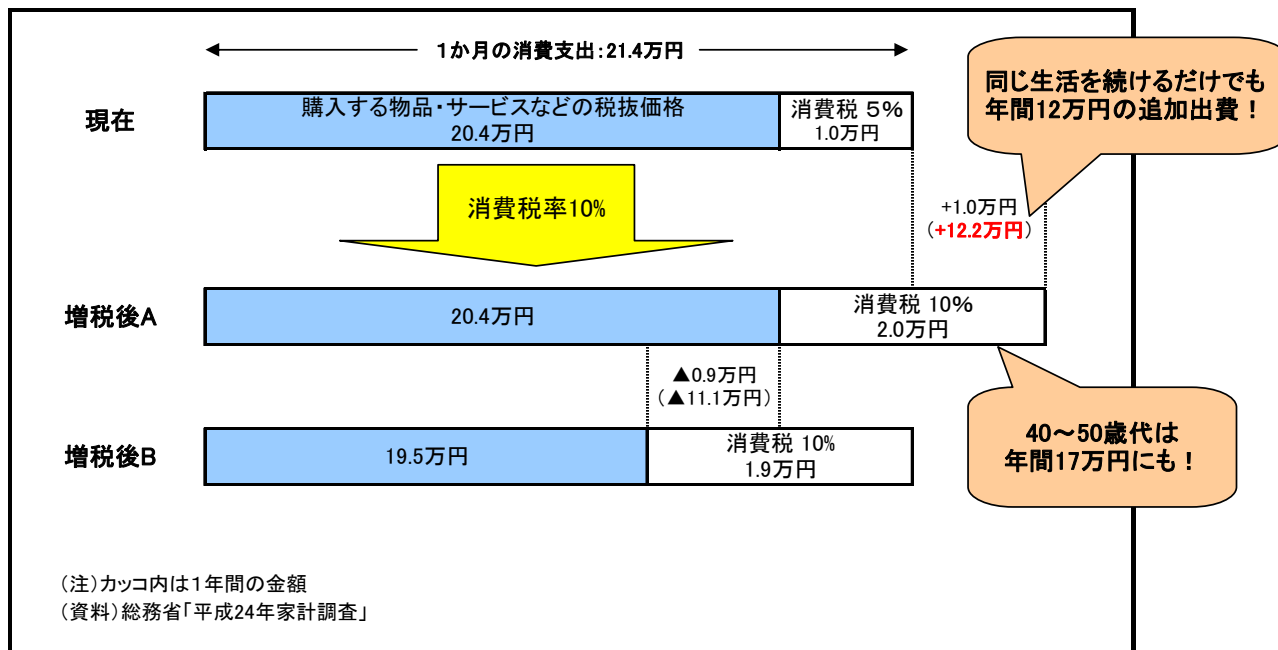 1か月の消費支出：21.4万円
同じ生活を続けるだけでも
年間12万円の追加出費！
現在
購入する物品・サービスなどの税抜価格
20.4万円
消費税 5%
1.0万円
消費税率10%
+1.0万円
（+12.2万円）
増税後A
20.4万円
消費税 10%
2.0万円
▲0.9万円
（▲11.1万円）
40～50歳代は
年間17万円にも！
増税後B
19.5万円
消費税 10%
1.9万円
（注）カッコ内は１年間の金額
（資料）総務省「平成24年家計調査」